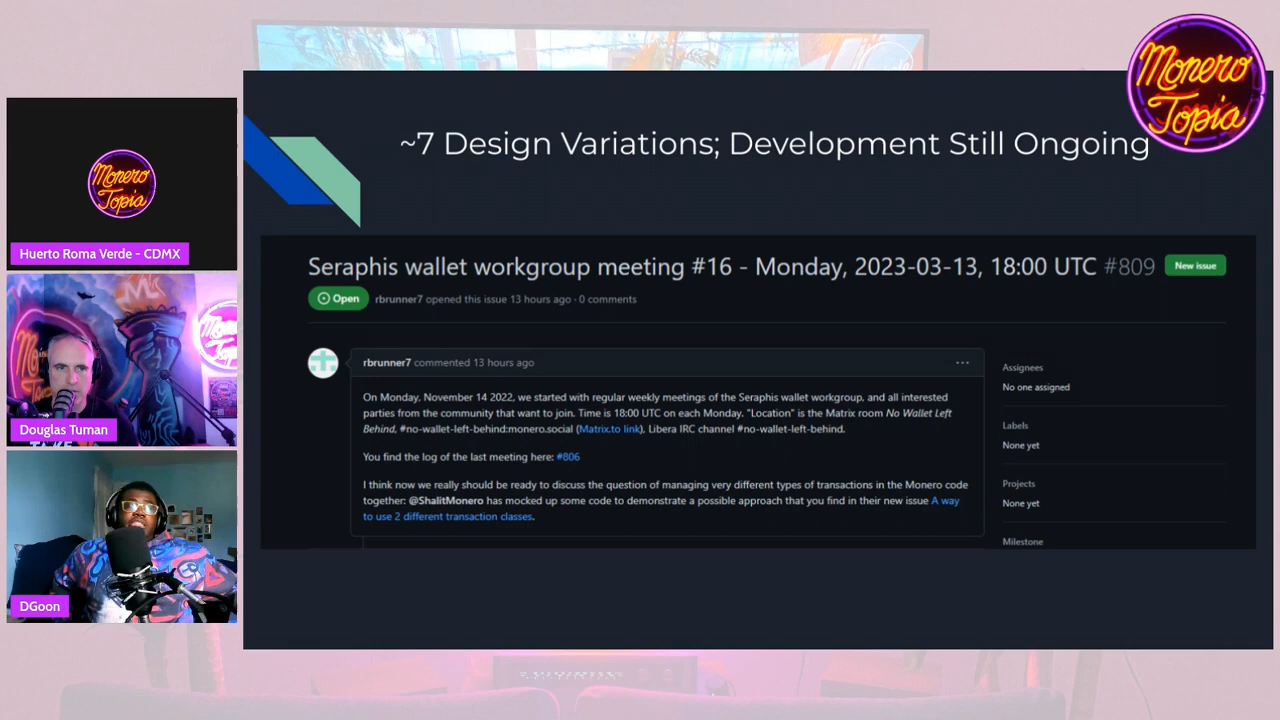 Monero
Topia
~7 Design Variations; Development Still Ongoing
Monero
Topia
Huerto Roma Verde - CDMX
Douglas Tuman
DGoon
Seraphis wallet workgroup meeting #16 - Monday, 2023-03-13, 18:00 UTC #809
New issue
Open
rbrunner7 opened this issue 13 hours ago · 0 comments
rbrunner7 commented 13 hours ago
On Monday, November 14 2022, we started with regular weekly meetings of the Seraphis wallet workgroup, and all interested
parties from the community that want to join. Time is 18:00 UTC on each Monday. "Location" is the Matrix room No Wallet Left
Behind, #no-wallet-left-behind:monero.social (Matrix.to link), Libera IRC channel #no-wallet-left-behind.
You find the log of the last meeting here: #806
I think now we really should be ready to discuss the question of managing very different types of transactions in the Monero code
together: @ShalitMonero has mocked up some code to demonstrate a possible approach that you find in their new issue A way
to use 2 different transaction classes.
Assignees
No one assigned
Labels
None yet
Projects
None yet
Milestone